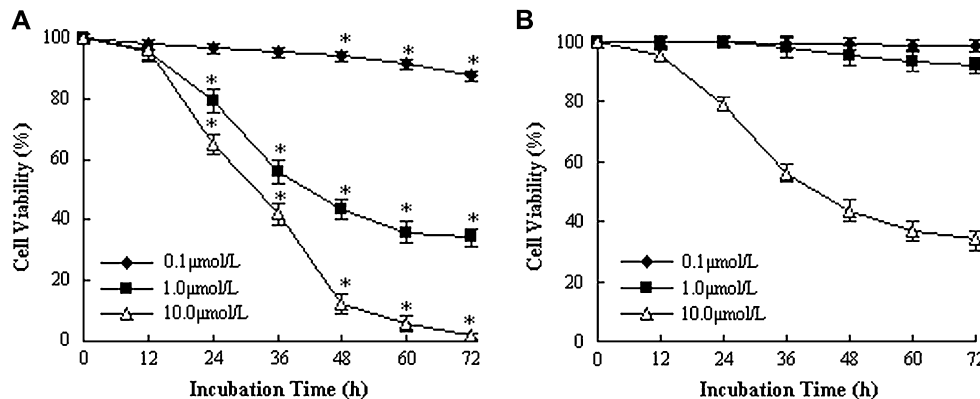 A
100
80
60
40
20
0
Cell Viability (%)
0.1μmol/L
1.0μmol/L
10.0μmol/L
* * *
* * * * *
* * * * *
0 12 24 36 48 60 72
Incubation Time (h)
B
100
80
60
40
20
0
Cell Viability (%)
0.1μmol/L
1.0μmol/L
10.0μmol/L
0 12 24 36 48 60 72
Incubation Time (h)